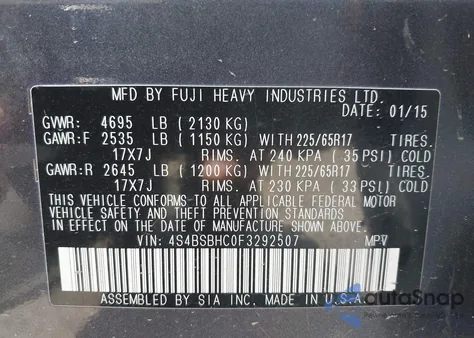 MFD BY FUJI HEAVY INDUSTRIES LTD.
DATE: 01/15
GVWR: 4695 LB ( 2130 KG)
GAWR:F 2535 LB ( 1150 KG) WITH 225/65R17 TIRES.
17X7J RIMS. AT 240 KPA ( 35 PSI) COLD
GAWR:R 2645 LB ( 1200 KG) WITH 225/65R17 TIRES.
17X7J RIMS. AT 230 KPA ( 33 PSI) COLD
THIS VEHICLE CONFORMS TO ALL APPLICABLE FEDERAL MOTOR
VEHICLE SAFETY AND THEFT PREVENTION STANDARDS
IN EFFECT ON THE DATE OF MANUFACTURE SHOWN ABOVE.
VIN: 4S4BSBHC0F3292507 MPV
ASSEMBLED BY SIA INC. MADE IN U.S.A.
AutoSnap